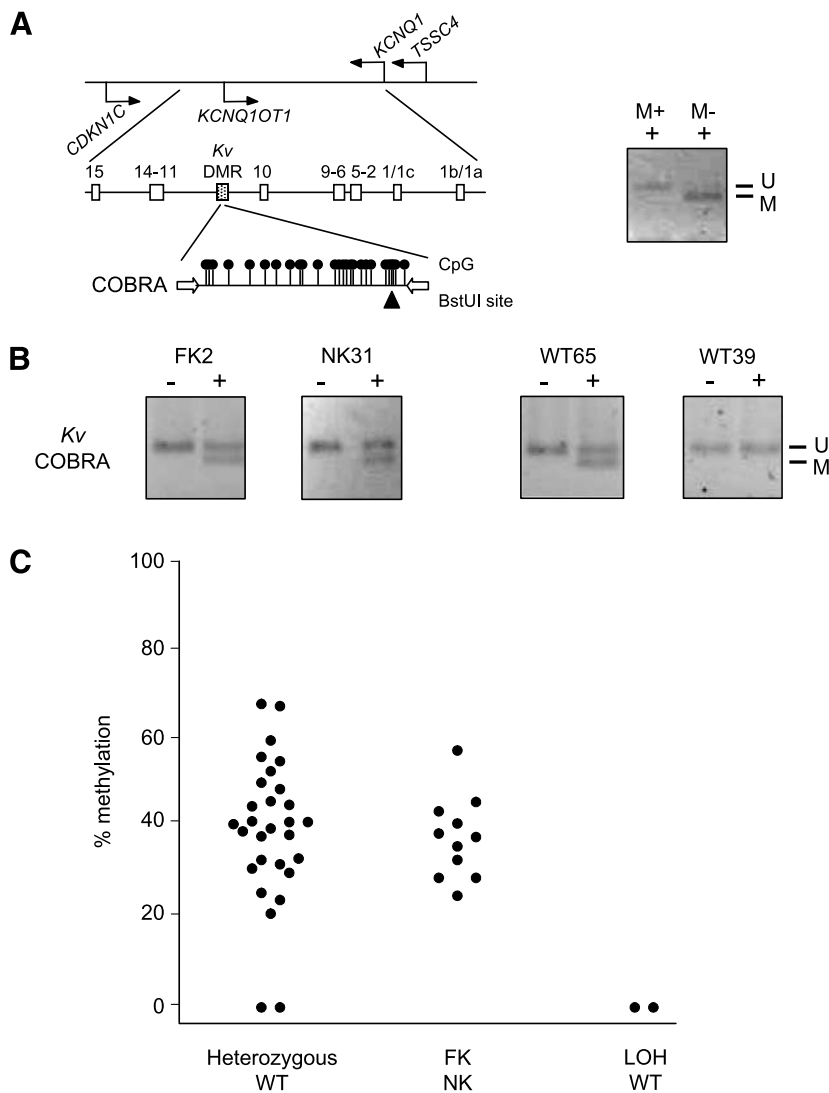 A
KCNQ1
TSSC4
CDKN1C
KCNQ1OT1
Kv
15 14-11 DMR 10 9-6 5-2 1/1c 1b/1a
COBRA
CpG
BstUI site
M+ M-
+ +
U
M
B
FK2 NK31 WT65 WT39
- + - + - + - +
Kv
COBRA
U
M
C
% methylation
100
80
60
40
20
0
Heterozygous
WT
FK
NK
LOH
WT